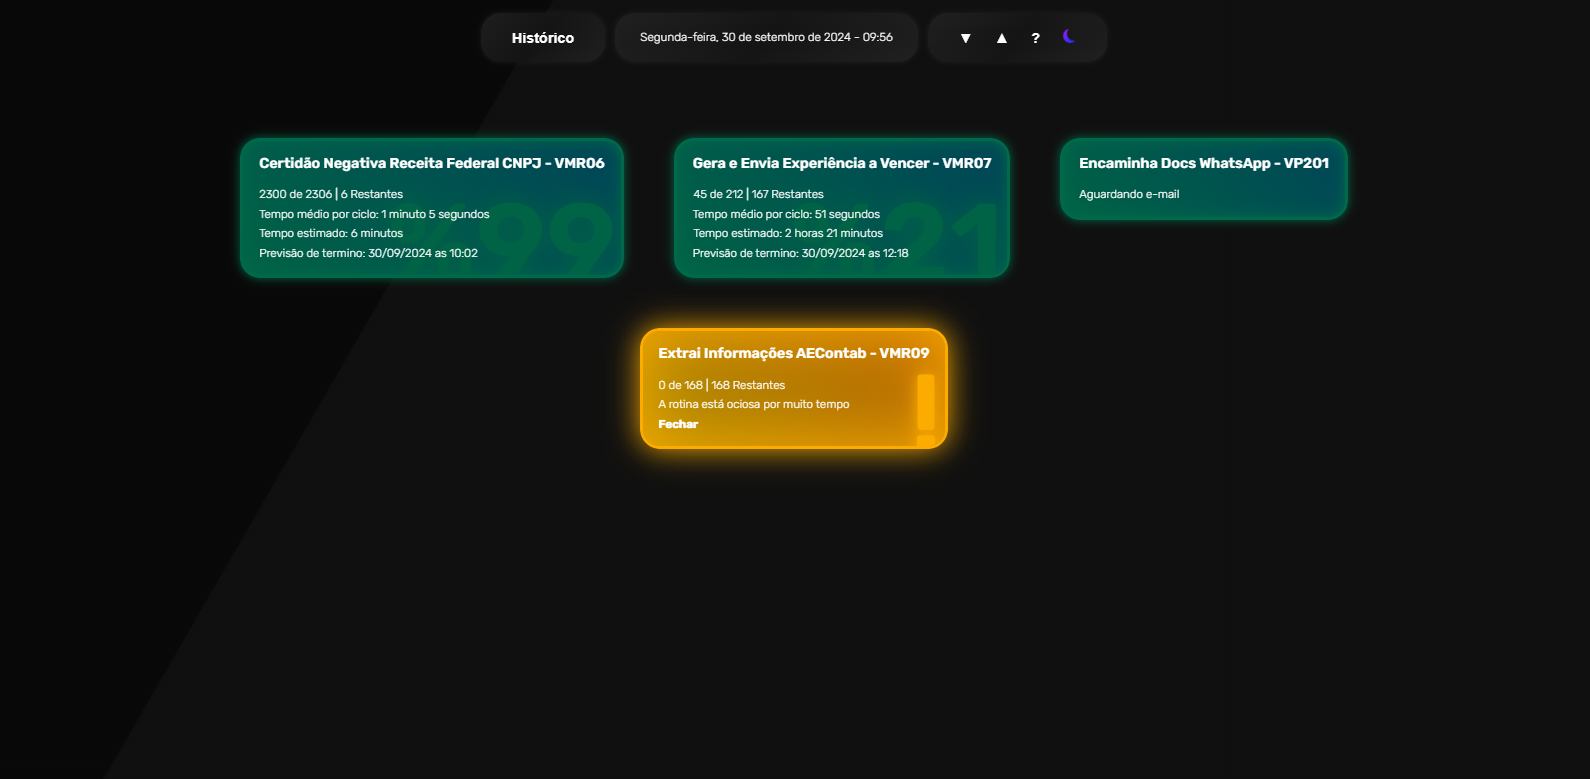 Histórico
Segunda-feira, 30 de setembro de 2024 - 09:56
▼ ▲ ?
Certidão Negativa Receita Federal CNPJ - VMR06
2300 de 2306 | 6 Restantes
Tempo médio por ciclo: 1 minuto 5 segundos
Tempo estimado: 6 minutos
Previsão de termino: 30/09/2024 as 10:02
%99
Gera e Envia Experiência a Vencer - VMR07
45 de 212 | 167 Restantes
Tempo médio por ciclo: 51 segundos
Tempo estimado: 2 horas 21 minutos
Previsão de termino: 30/09/2024 as 12:18
%21
Encaminha Docs WhatsApp - VP201
Aguardando e-mail
Extrai Informações AEContab - VMR09
0 de 168 | 168 Restantes
A rotina está ociosa por muito tempo
Fechar
!